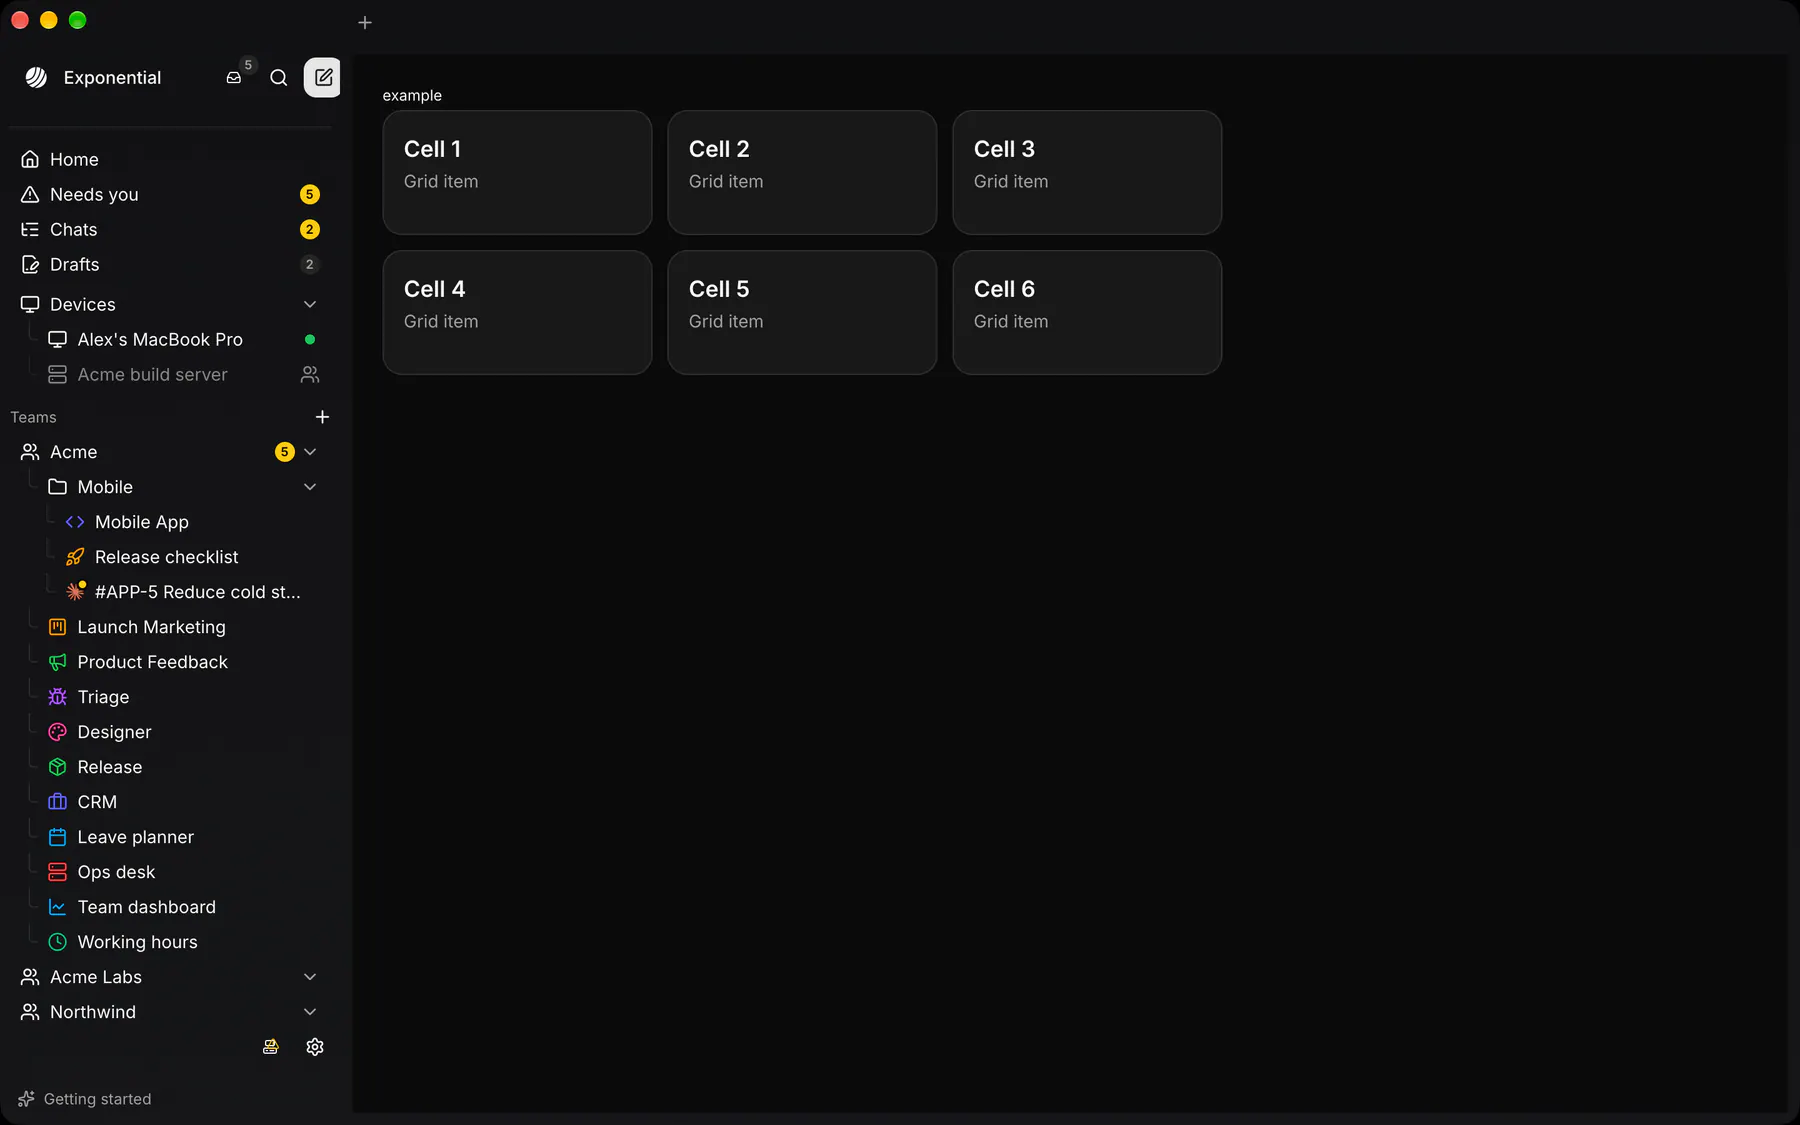 Exponential
5
Home
Needs you
5
Chats
2
Drafts
2
Devices
Alex's MacBook Pro
Acme build server
Teams
Acme
5
Mobile
Mobile App
Release checklist
#APP-5 Reduce cold st...
Launch Marketing
Product Feedback
Triage
Designer
Release
CRM
Leave planner
Ops desk
Team dashboard
Working hours
Acme Labs
Northwind
Getting started
example
Cell 1
Grid item
Cell 2
Grid item
Cell 3
Grid item
Cell 4
Grid item
Cell 5
Grid item
Cell 6
Grid item